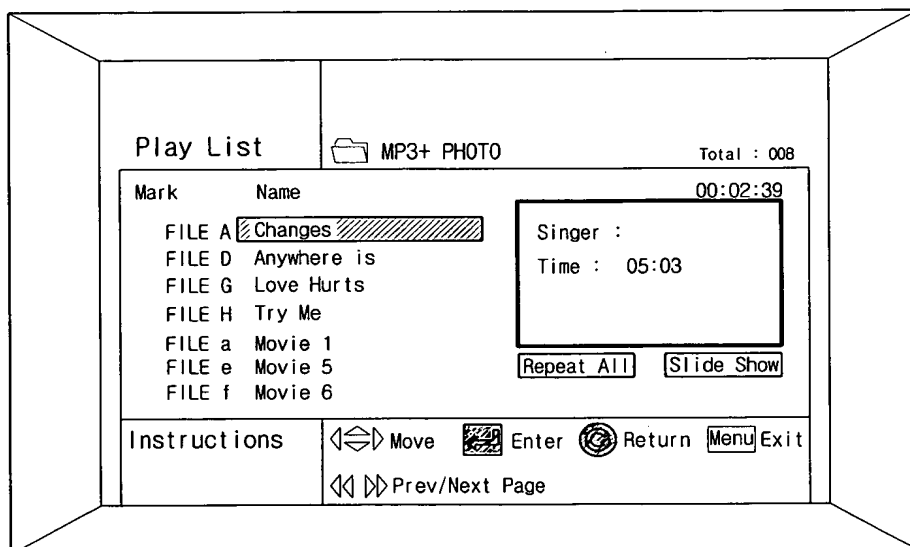 Play List
MP3+ PHOTO
Total : 008
Mark Name 00:02:39
FILE A Changes
FILE D Anywhere is
FILE G Love Hurts
FILE H Try Me
FILE a Movie 1
FILE e Movie 5
FILE f Movie 6
Singer :
Time : 05:03
Repeat All Slide Show
Instructions
Move Enter Return Menu Exit
Prev/Next Page